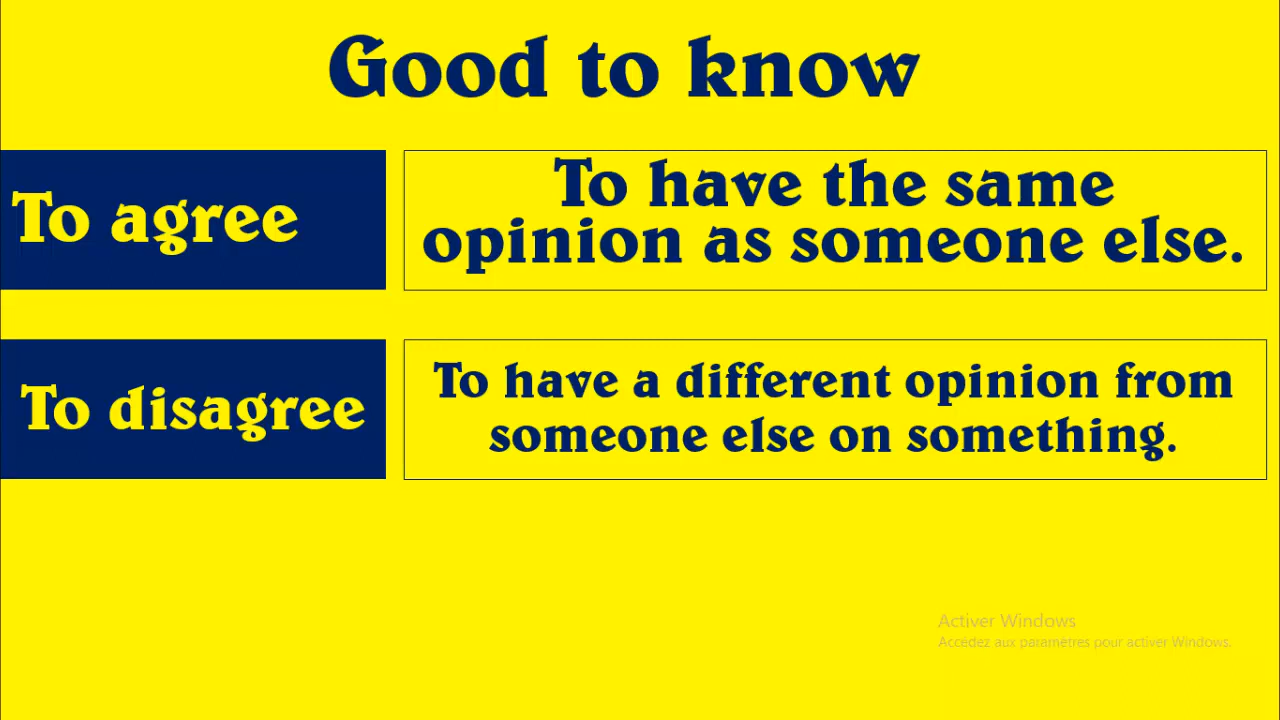 Good to know
To agree
To have the same
opinion as someone else.
To disagree
To have a different opinion from
someone else on something.
Activer Windows
Accédez aux paramètres pour activer Windows.